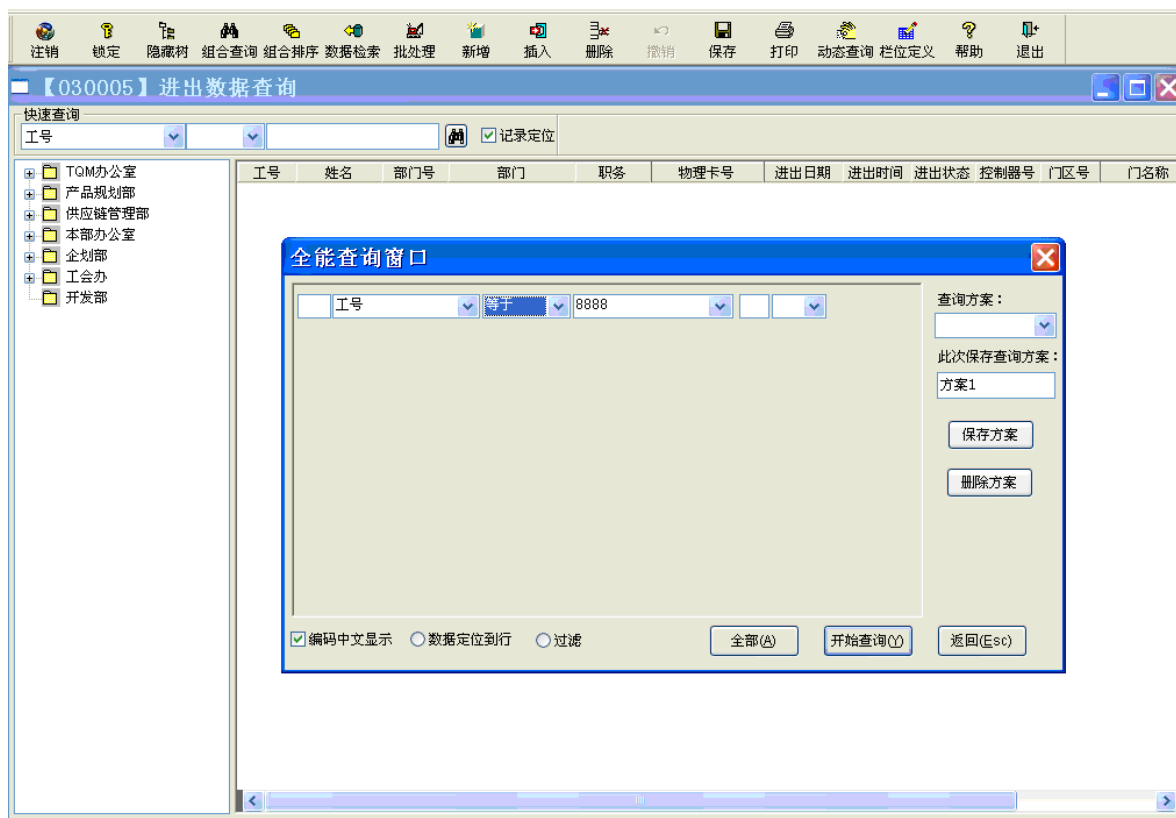 注销 锁定 隐藏树 组合查询 组合排序 数据检索 批处理 新增 插入 删除 撤销 保存 打印 动态查询 栏位定义 帮助 退出
【030005】进出数据查询
快速查询
工号 记录定位
TQM办公室
产品规划部
供应链管理部
本部办公室
企划部
工会办
开发部
工号 姓名 部门号 部门 职务 物理卡号 进出日期 进出时间 进出状态 控制器号 门区号 门名称
全能查询窗口
工号 等于 8888
查询方案：
此次保存查询方案：
方案1
保存方案
删除方案
编码中文显示 数据定位到行 过滤 全部(A) 开始查询(Y) 返回(Esc)